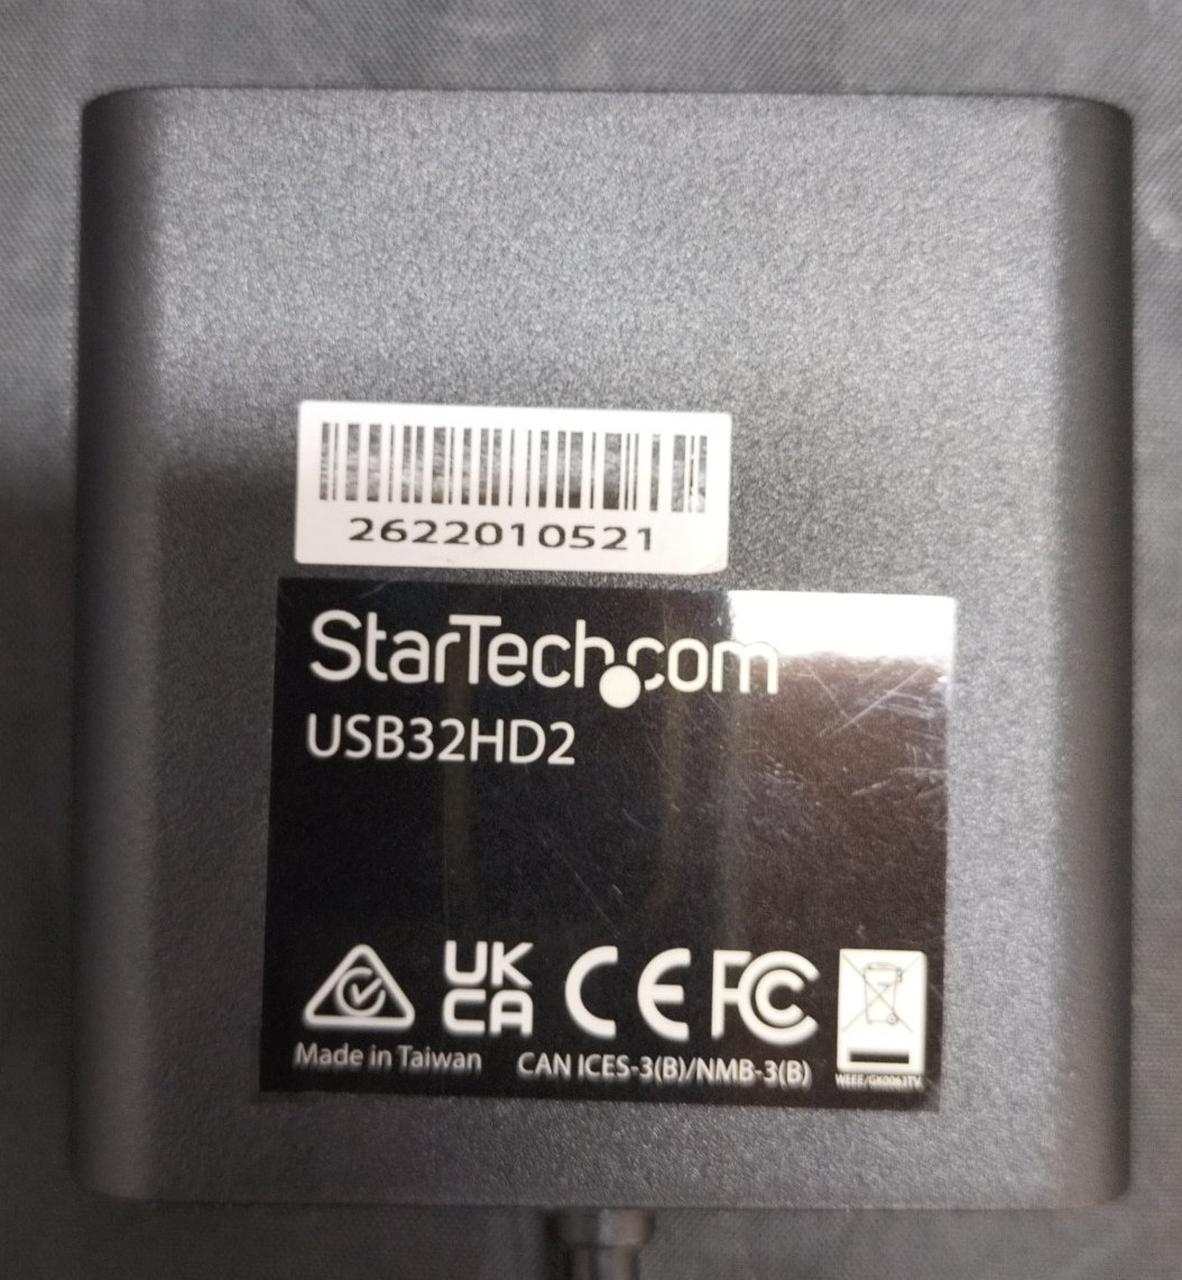 2622010521
StarTech.com
USB32HD2
UK
CA
CE FC
Made in Taiwan
CAN ICES-3(B)/NMB-3(B)